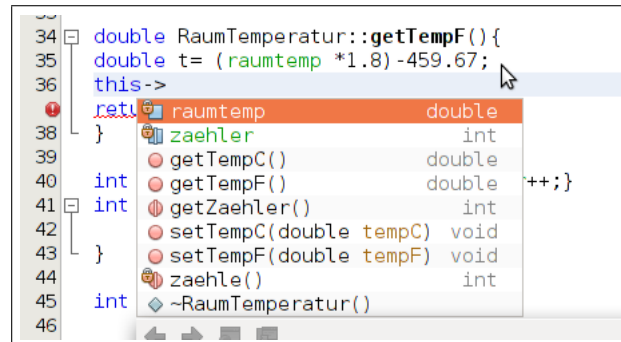 34 double RaumTemperatur::getTempF(){
35 double t= (raumtemp *1.8)-459.67;
36 this->
retu
raumtemp double
38 }
zaehler int
39
getTempC() double
40 int
getTempF() double
++;}
41 int
getZaehler() int
42
setTempC(double tempC) void
43 }
setTempF(double tempF) void
44
zaehle() int
45 int
~RaumTemperatur()
46